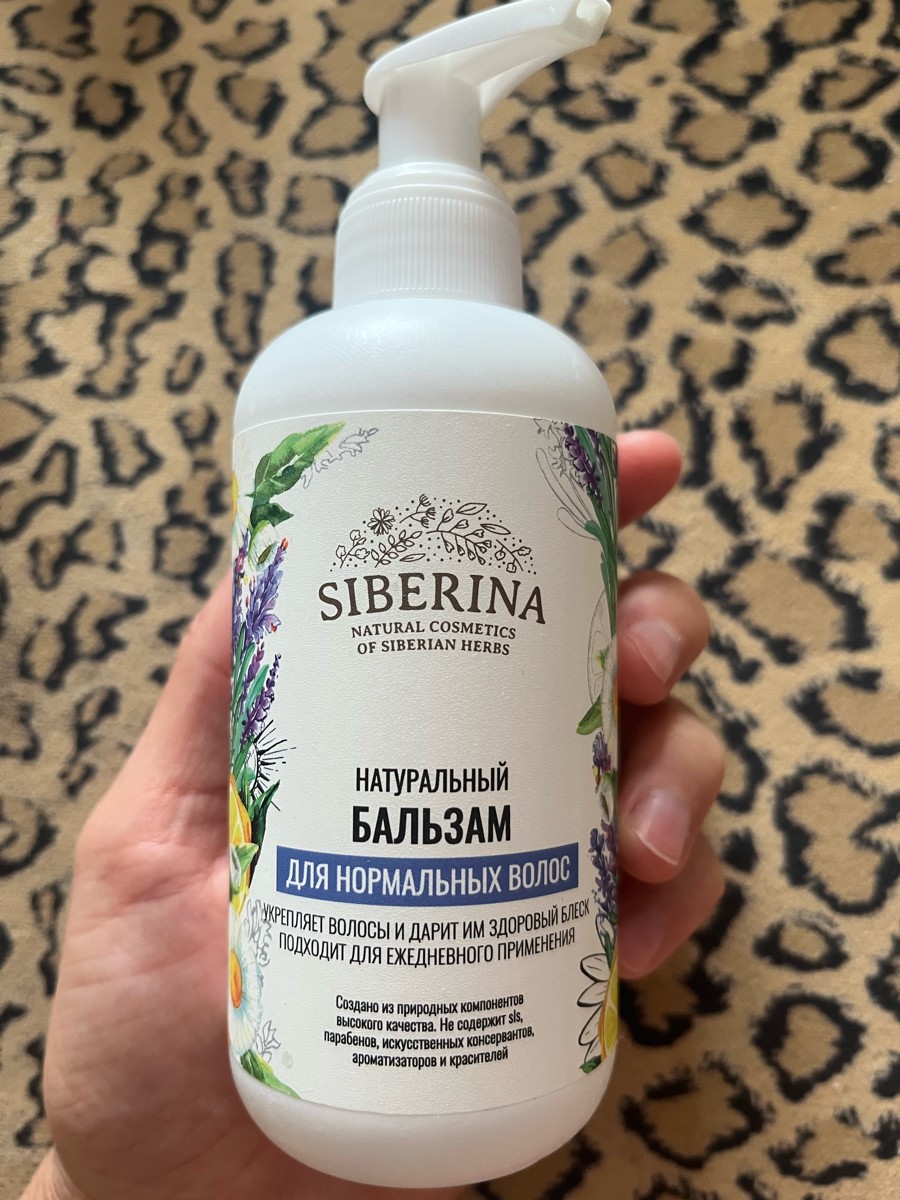 SIBERINA
NATURAL COSMETICS
OF SIBERIAN HERBS
НАТУРАЛЬНЫЙ
БАЛЬЗАМ
ДЛЯ НОРМАЛЬНЫХ ВОЛОС
УКРЕПЛЯЕТ ВОЛОСЫ И ДАРИТ ИМ ЗДОРОВЫЙ БЛЕСК
ПОДХОДИТ ДЛЯ ЕЖЕДНЕВНОГО ПРИМЕНЕНИЯ
Создано из природных компонентов
высокого качества. Не содержит sls,
парабенов, искусственных консервантов,
ароматизаторов и красителей